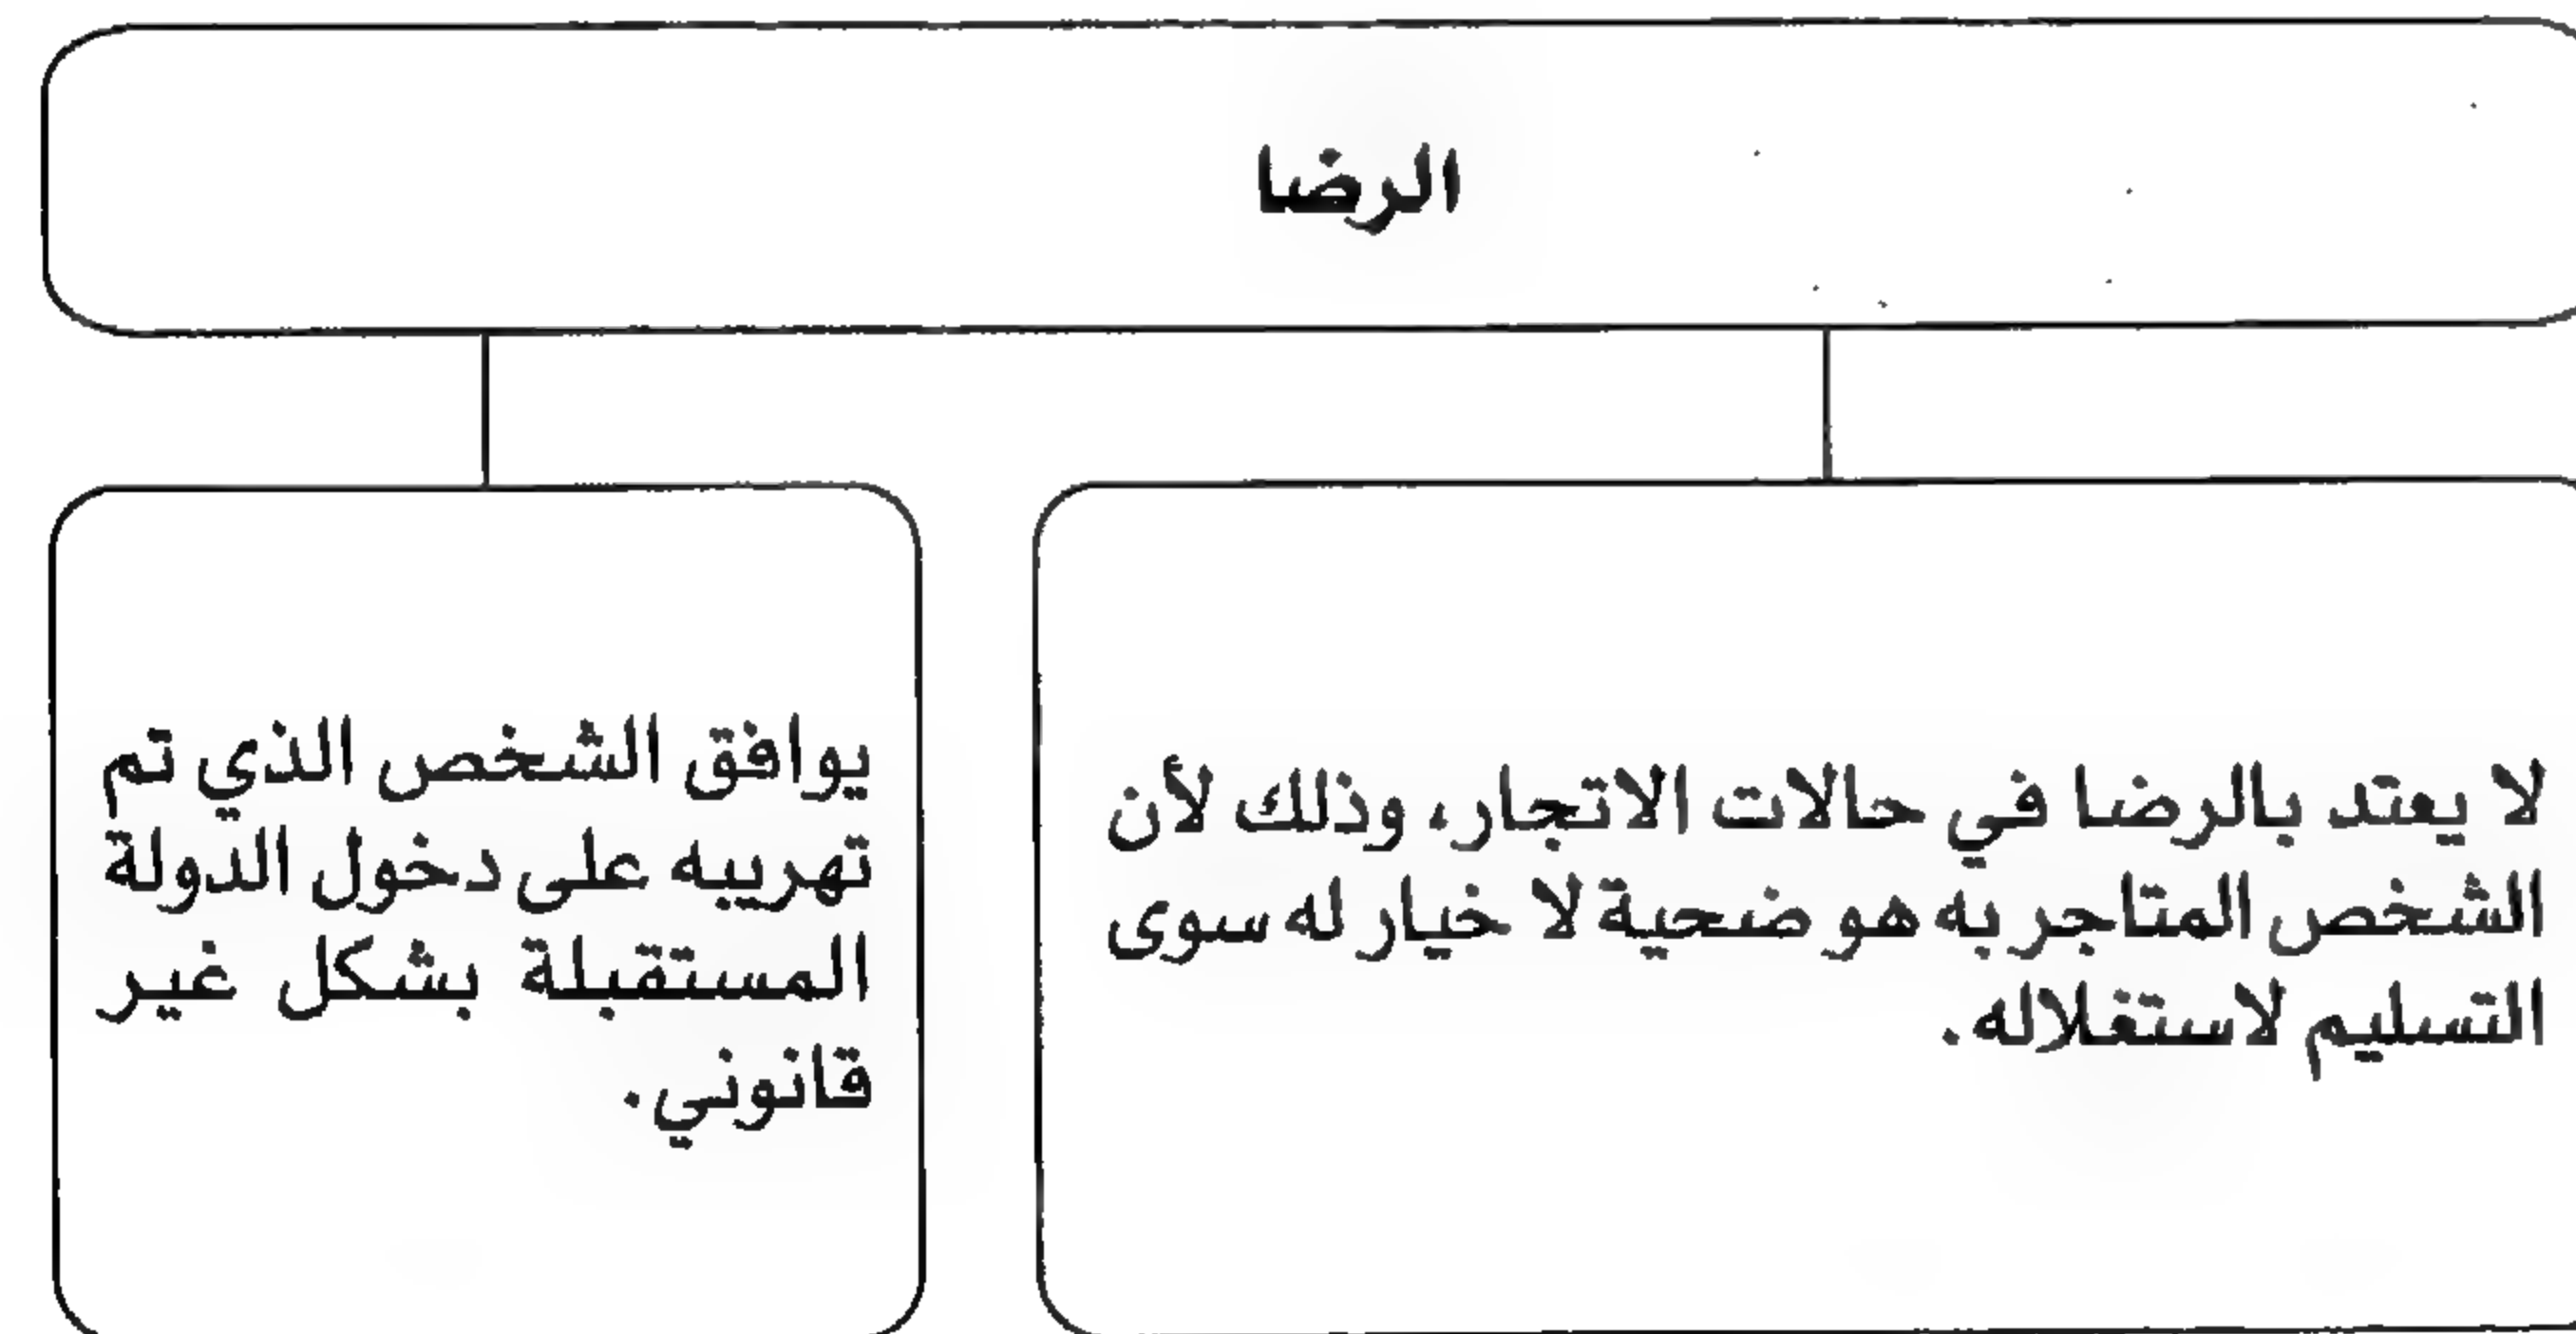 الرضا
لا يعتد بالرضا في حالات الاتجار، وذلك لأن
الشخص المتاجر به هو ضحية لا خيار له سوى
التسليم لاستغلاله.
يوافق الشخص الذي تم
تهريبه على دخول الدولة
المستقبلة بشكل غير
قانوني.